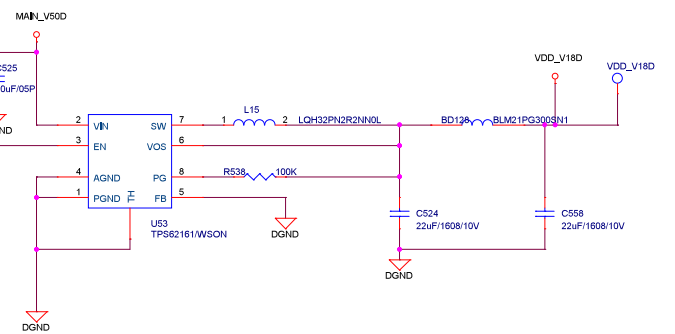 MAIN_V50D
VDD_V18D
VDD_V18D
C525
0uF/05P
ND
L15
1
2
LQH32PN2R2NN0L
BD128
BLM21PG300SN1
2
VIN
SW
7
3
EN
VOS
6
4
AGND
PG
8
R538
100K
1
PGND
TH
FB
5
U53
TPS62161/WSON
DGND
C524
22uF/1608/10V
C558
22uF/1608/10V
DGND
DGND